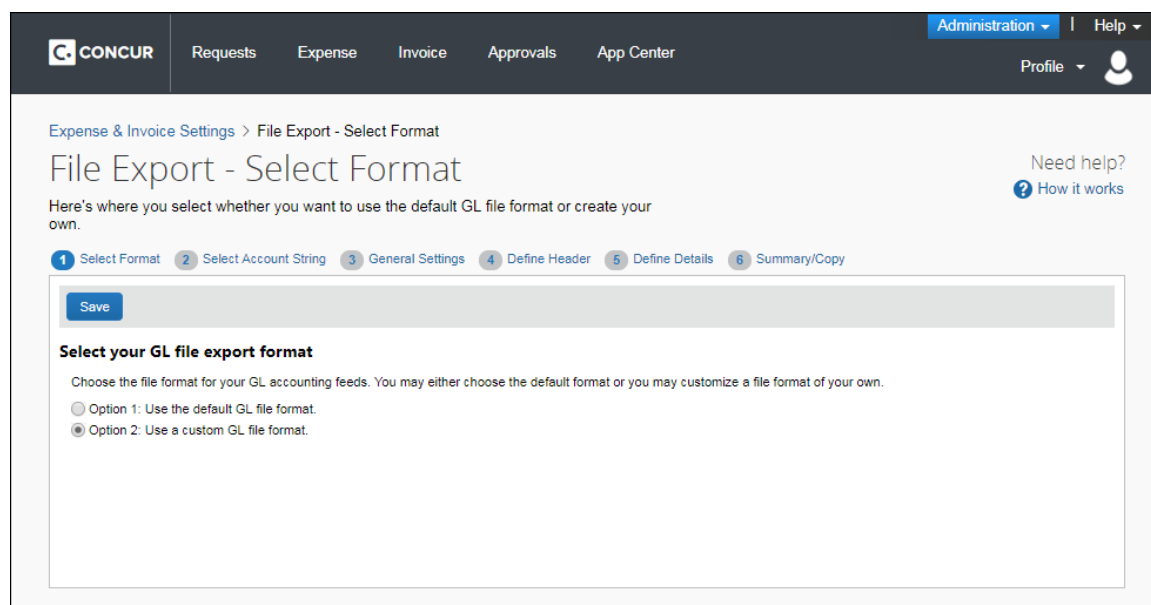 Administration | Help
C. CONCUR Requests Expense Invoice Approvals App Center
Profile
Expense & Invoice Settings > File Export - Select Format
File Export - Select Format
Need help?
? How it works
Here's where you select whether you want to use the default GL file format or create your
own.
1 Select Format 2 Select Account String 3 General Settings 4 Define Header 5 Define Details 6 Summary/Copy
Save
Select your GL file export format
Choose the file format for your GL accounting feeds. You may either choose the default format or you may customize a file format of your own.
Option 1: Use the default GL file format.
Option 2: Use a custom GL file format.